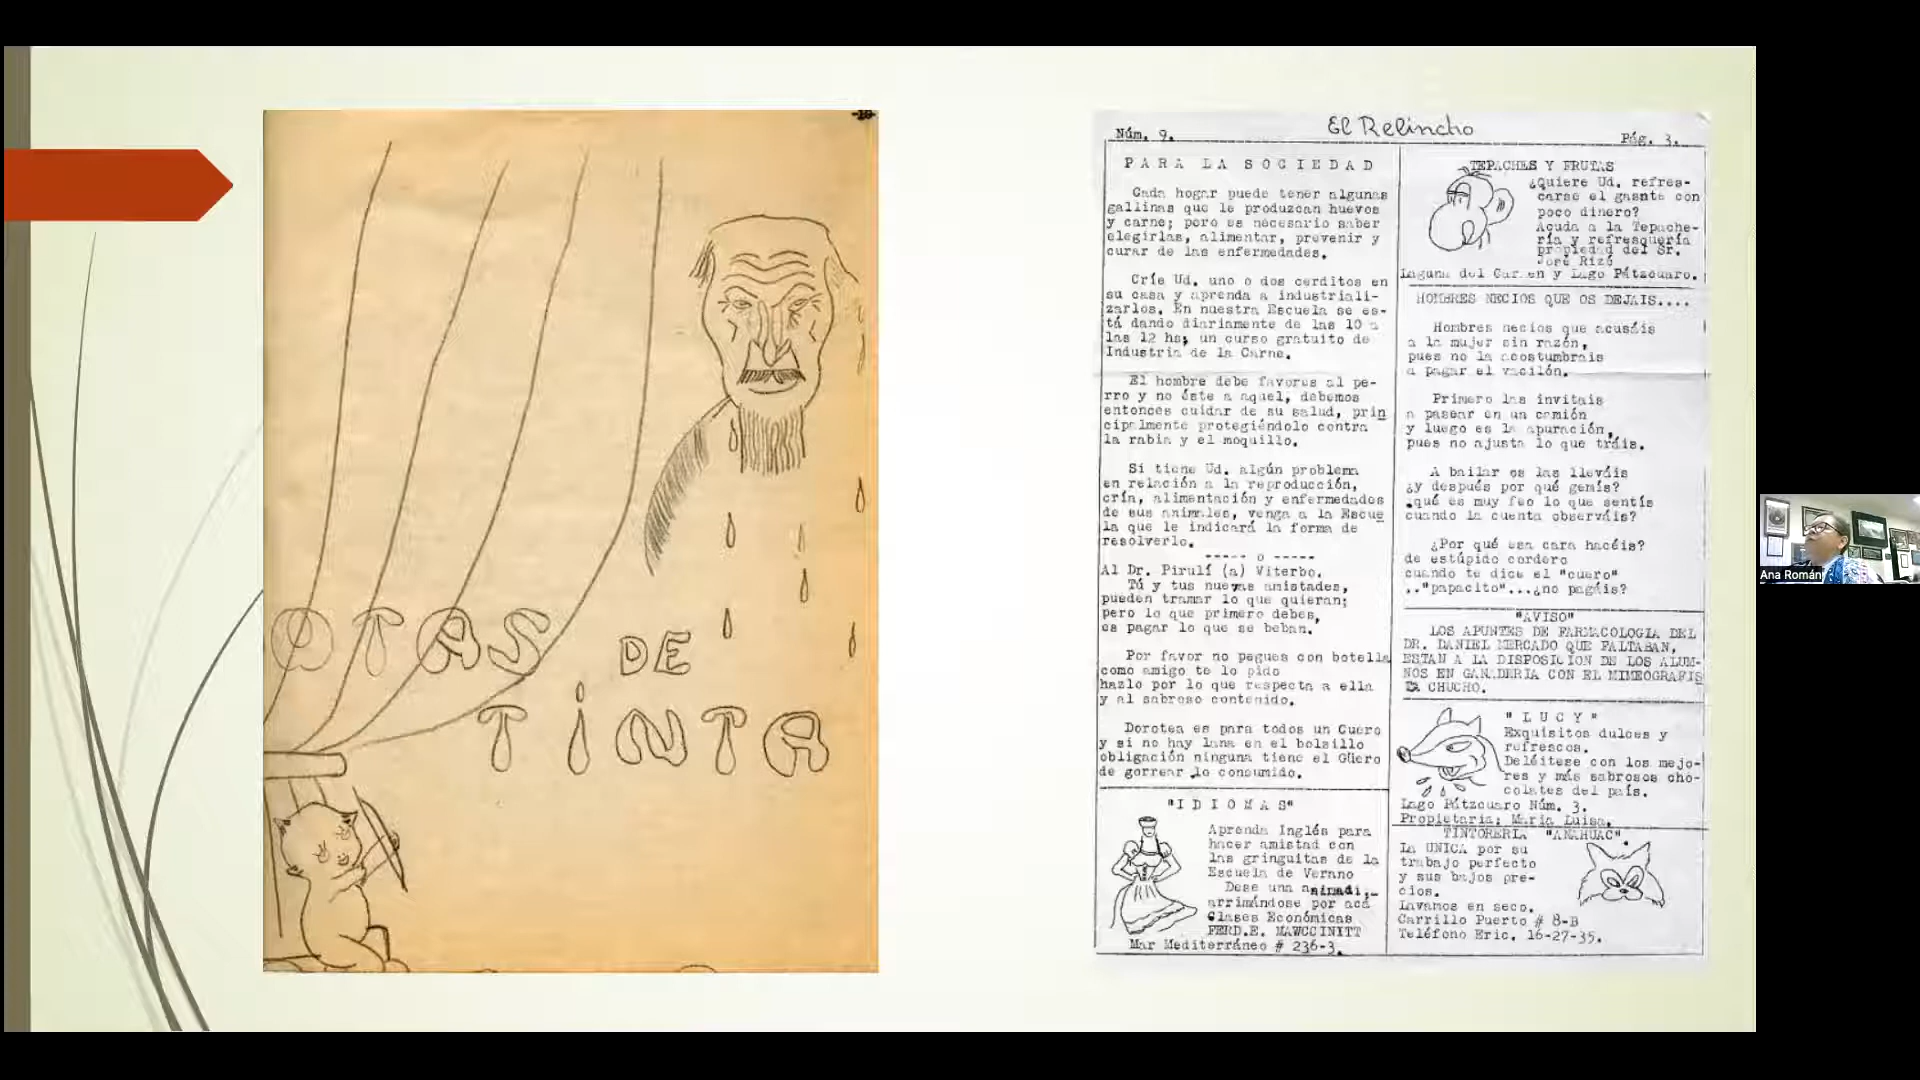 -10-
OTAS DE
TINTA
El Relincho
Núm. 9.
Pág. 3.
PARA LA SOCIEDAD
Cada hogar puede tener algunas
gallinas que le produzcan huevos
y carne; pero es necesario saber
elegirlas, alimentar, prevenir y
curar de las enfermedades.
Críe Ud. uno o dos cerditos en
su casa y aprenda a industriali-
zarlos. En nuestra Escuela se es-
tá dando diariamente de las 10 a
las 12 hs; un curso gratuito de
Industria de la Carne.
El hombre debe favores al pe-
rro y no éste a aquel, debemos
entonces cuidar de su salud, prin
cipalmente protegiéndolo contra
la rabia y el moquillo.
Si tiene Ud. algún problema
en relación a la reproducción,
crín, alimentación y enfermedades
de sus animales, venga a la Escue
la que le indicará la forma de
resolverlo.
----- o -----
Al Dr. Pirulí (a) Viterbo.
Tú y tus nuevas amistades,
pueden tramar lo que quieran;
pero lo que primero debes,
es pagar lo que se beban.
Por favor no pagues con botella
como amigo te lo pido
hazlo por lo que respecta a ella
y al sabroso contenido.
Dorotea es para todos un Cuero
y si no hay lana en el bolsillo
obligación ninguna tiene el Güero
de gorrear lo consumido.
"IDIOMAS"
Aprenda Inglés para
hacer amistad con
las gringuitas de la
Escuela de Verano
Dese una
arrimándose por acá
Clases Económicas
FERD.E. MAWCCINITT
Mar Mediterráneo # 236-3.
TEPACHES Y FRUTAS
¿Quiere Ud. refres-
carse el gasnte con
poco dinero?
Acuda a la Tepache-
ría y refresquería
propiedad del Sr.
José Rizo
Laguna del Carmen y Lago Pátzcuaro.
HOMBRES NECIOS QUE OS DEJAIS....
Hombres necios que acusáis
a la mujer sin razón,
pues no la acostumbrais
a pagar el vacilón.
Primero las invitais
a pasear en un camión
y luego es la apuración,
pues no ajusta lo que tráis.
A bailar os las lleváis
¿y después por qué gemís?
.qué es muy feo lo que sentís
cuando la cuenta observáis?
¿Por qué esa cara hacéis?
de estúpido cordero
cuando te dice el "cuero"
.."papacito"...¿no pagáis?
"AVISO"
LOS APUNTES DE FARMACOLOGIA DEL
DR. DANIEL MERCADO QUE FALTABAN,
ESTAN A LA DISPOSICION DE LOS ALUM-
NOS EN GANADERIA CON EL MIMEOGRAFIS
TA CHUCHO.
"LUCY"
Exquisitos dulces y
refrescos.
Deléitese con los mejo-
res y más sabrosos cho-
colates del país.
Lago Pátzcuaro Núm. 3.
Propietaria: María Luisa.
TINTORERIA "ANAHUAC"
La UNICA por su
trabajo perfecto
y sus bajos pre-
cios.
Lavamos en seco.
Carrillo Puerto # 8-B
Teléfono Eric. 16-27-35.
Ana Román